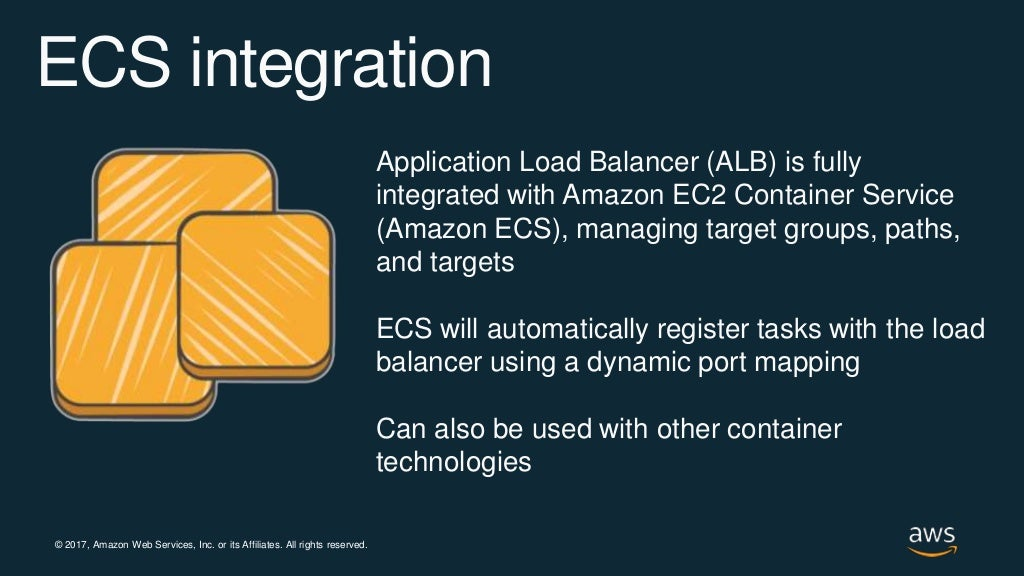 ECS integration
Application Load Balancer (ALB) is fully
integrated with Amazon EC2 Container Service
(Amazon ECS), managing target groups, paths,
and targets
ECS will automatically register tasks with the load
balancer using a dynamic port mapping
Can also be used with other container
technologies
© 2017, Amazon Web Services, Inc. or its Affiliates. All rights reserved.
aws